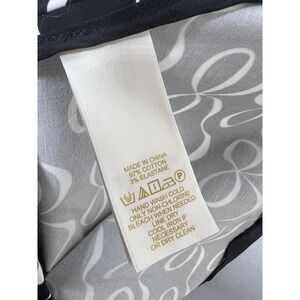 MADE IN CHINA
97% COTTON
3% ELASTANE
HAND WASH COLD
ONLY NON-CHLORINE
BLEACH WHEN NEEDED
LINE DRY
COOL IRON IF
NECESSARY
OR DRY CLEAN